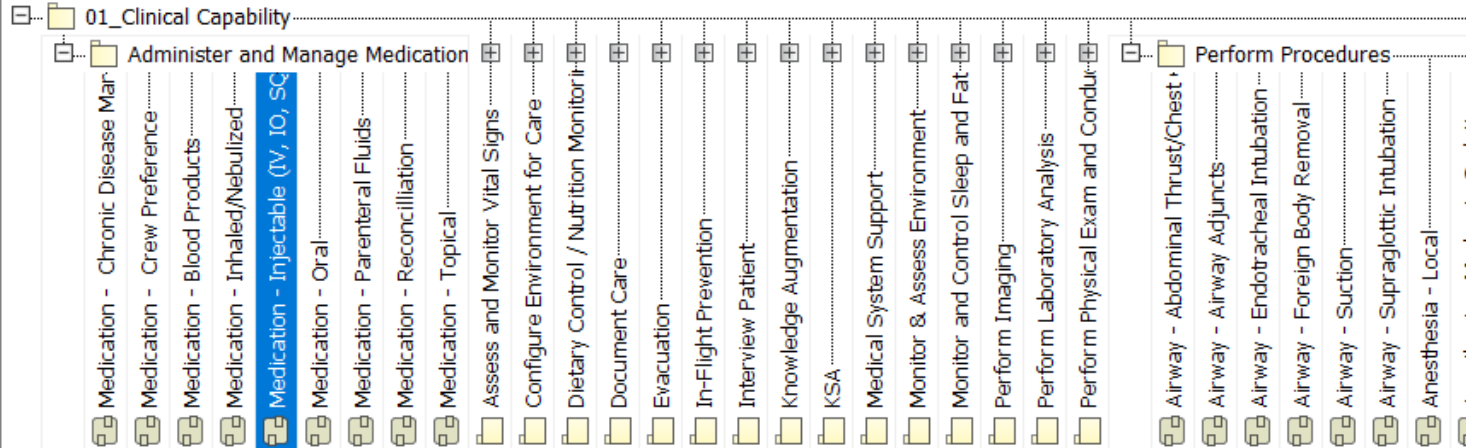 01_Clinical Capability
Administer and Manage Medication
Medication - Chronic Disease Mar
Medication - Crew Preference
Medication - Blood Products
Medication - Inhaled/Nebulized
Medication - Injectable (IV, IO, SQ
Medication - Oral
Medication - Parenteral Fluids
Medication - Reconcilliation
Medication - Topical
Assess and Monitor Vital Signs
Configure Environment for Care
Dietary Control / Nutrition Monitorin
Document Care
Evacuation
In-Flight Prevention
Interview Patient
Knowledge Augmentation
KSA
Medical System Support
Monitor & Assess Environment
Monitor and Control Sleep and Fat
Perform Imaging
Perform Laboratory Analysis
Perform Physical Exam and Conduc
Perform Procedures
Airway - Abdominal Thrust/Chest
Airway - Airway Adjuncts
Airway - Endotracheal Intubation
Airway - Foreign Body Removal
Airway - Suction
Airway - Supraglottic Intubation
Anesthesia - Local